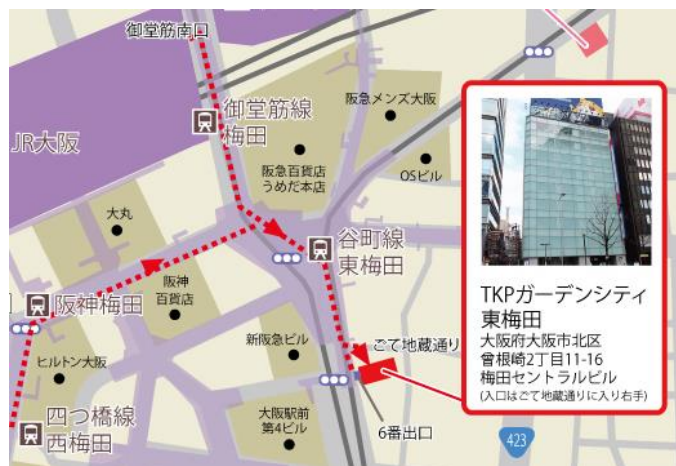 御堂筋南口
御堂筋線
梅田
JR大阪
阪急メンズ大阪
阪急百貨店
うめだ本店
OSビル
大丸
谷町線
東梅田
阪神
百貨店
阪神梅田
新阪急ビル
ごて地蔵通り
ヒルトン大阪
四つ橋線
西梅田
大阪駅前
第4ビル
6番出口
423
TKPガーデンシティ
東梅田
大阪府大阪市北区
曾根崎2丁目11-16
梅田セントラルビル
(入口はごて地蔵通りに入り右手)